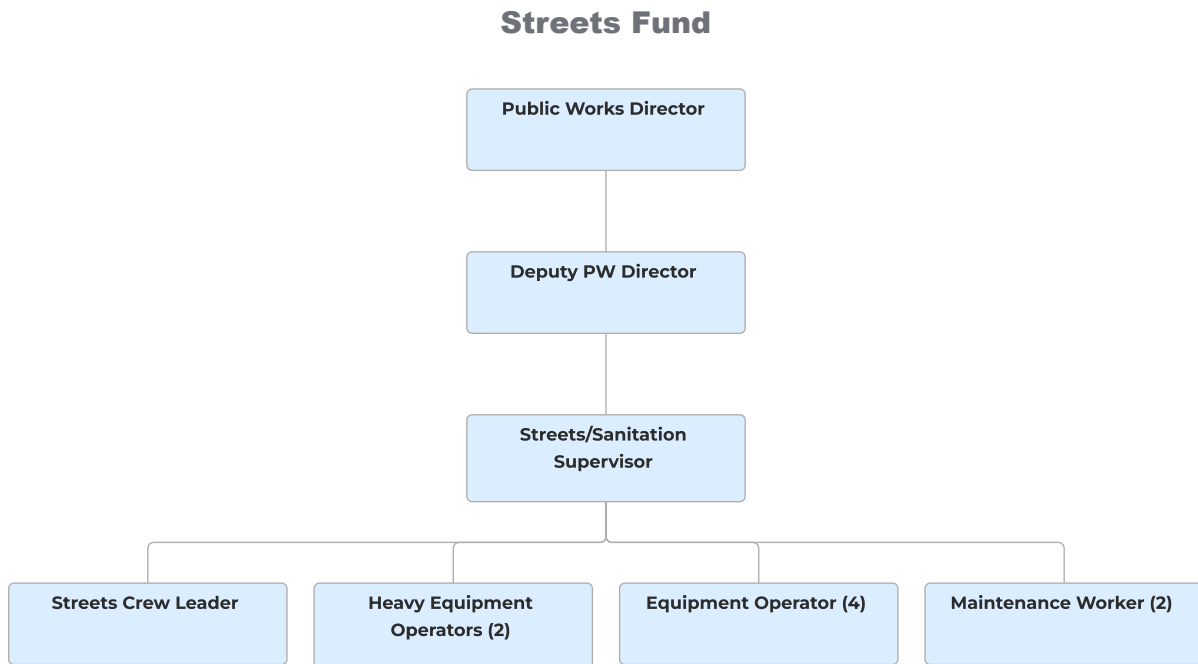 Streets Fund
Public Works Director
Deputy PW Director
Streets/Sanitation
Supervisor
Streets Crew Leader
Heavy Equipment
Operators (2)
Equipment Operator (4)
Maintenance Worker (2)